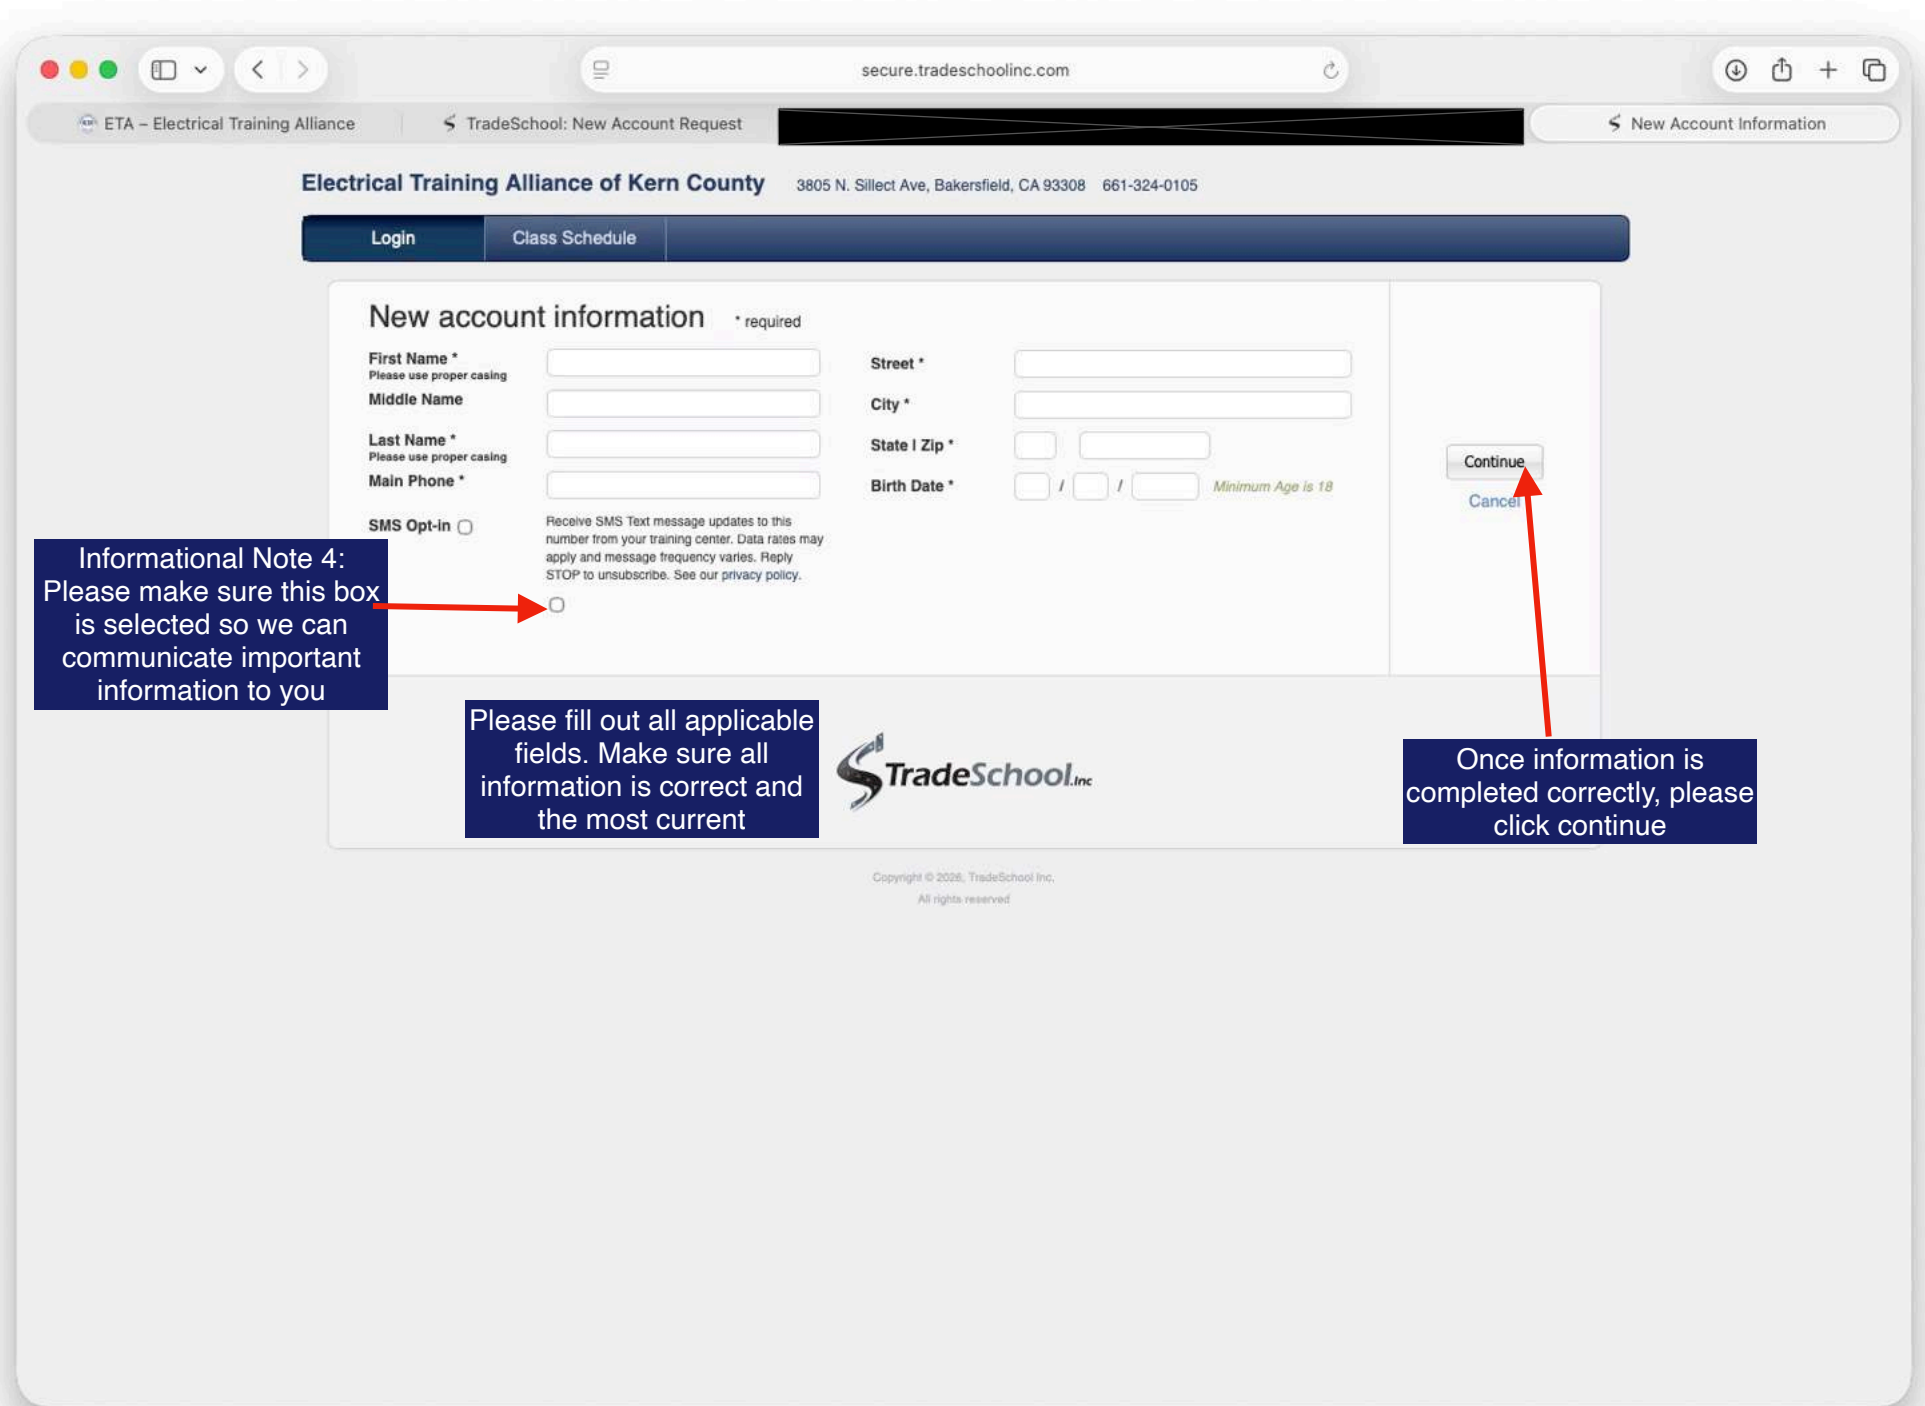 secure.tradeschoolinc.com
ETA – Electrical Training Alliance
TradeSchool: New Account Request
New Account Information
Electrical Training Alliance of Kern County 3805 N. Sillect Ave, Bakersfield, CA 93308 661-324-0105
Login Class Schedule
New account information * required
First Name *
Please use proper casing
Middle Name
Last Name *
Please use proper casing
Main Phone *
SMS Opt-in
Receive SMS Text message updates to this
number from your training center. Data rates may
apply and message frequency varies. Reply
STOP to unsubscribe. See our privacy policy.
Street *
City *
State | Zip *
Birth Date * / / Minimum Age is 18
Continue
Cancel
Informational Note 4:
Please make sure this box
is selected so we can
communicate important
information to you
Please fill out all applicable
fields. Make sure all
information is correct and
the most current
TradeSchool.Inc
Once information is
completed correctly, please
click continue
Copyright © 2026, TradeSchool Inc.
All rights reserved